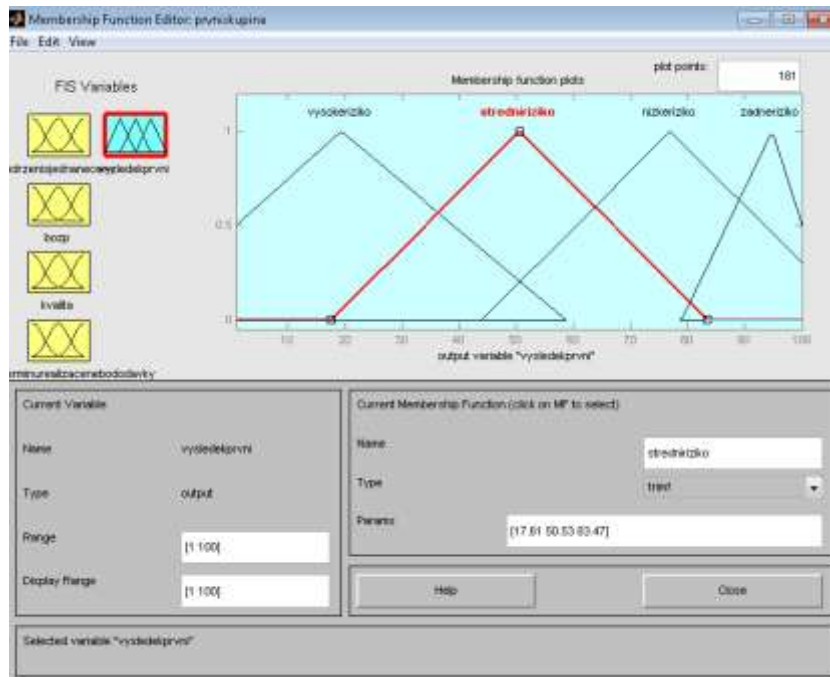 Membership Function Editor: prvniskupina
File Edit View
FIS Variables
Membership function plots
plot points:
181
vysokeriziko
stredniriziko
nizkeriziko
zadneriziko
vysledekprvni
bozp
kvalita
1
0.5
0
10 20 30 40 50 60 70 80 90 100
output variable "vysledekprvni"
Current Variable
Name
vysledekprvni
Type
output
Range
[1 100]
Display Range
[1 100]
Current Membership Function (click on MF to select)
Name
stredniriziko
Type
trimf
Params
[17.61 50.53 83.47]
Help
Close
Selected variable "vysledekprvni"